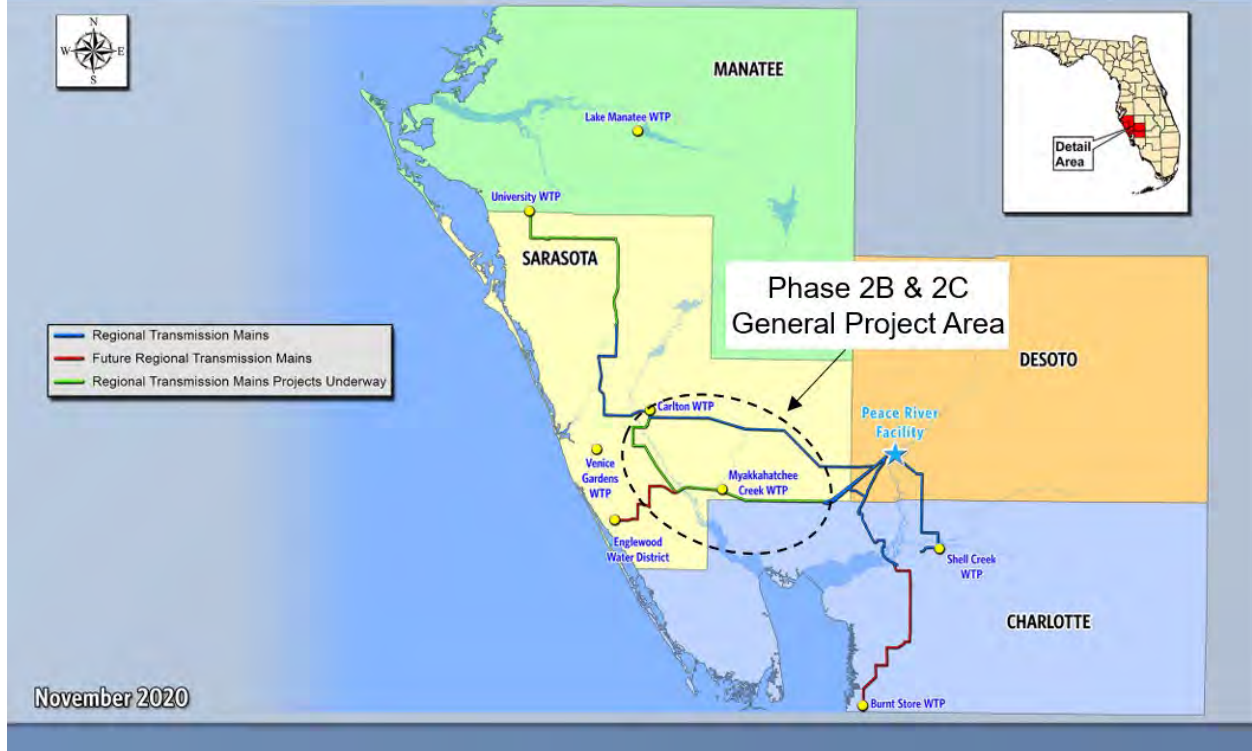 N
W
E
S
MANATEE
Lake Manatee WTP
Detail
Area
University WTP
SARASOTA
Phase 2B & 2C
General Project Area
Regional Transmission Mains
Future Regional Transmission Mains
Regional Transmission Mains Projects Underway
DESOTO
Carlton WTP
Peace River
Facility
Venice
Gardens
WTP
Myakkahatchee
Creek WTP
Englewood
Water District
Shell Creek
WTP
CHARLOTTE
November 2020
Burnt Store WTP